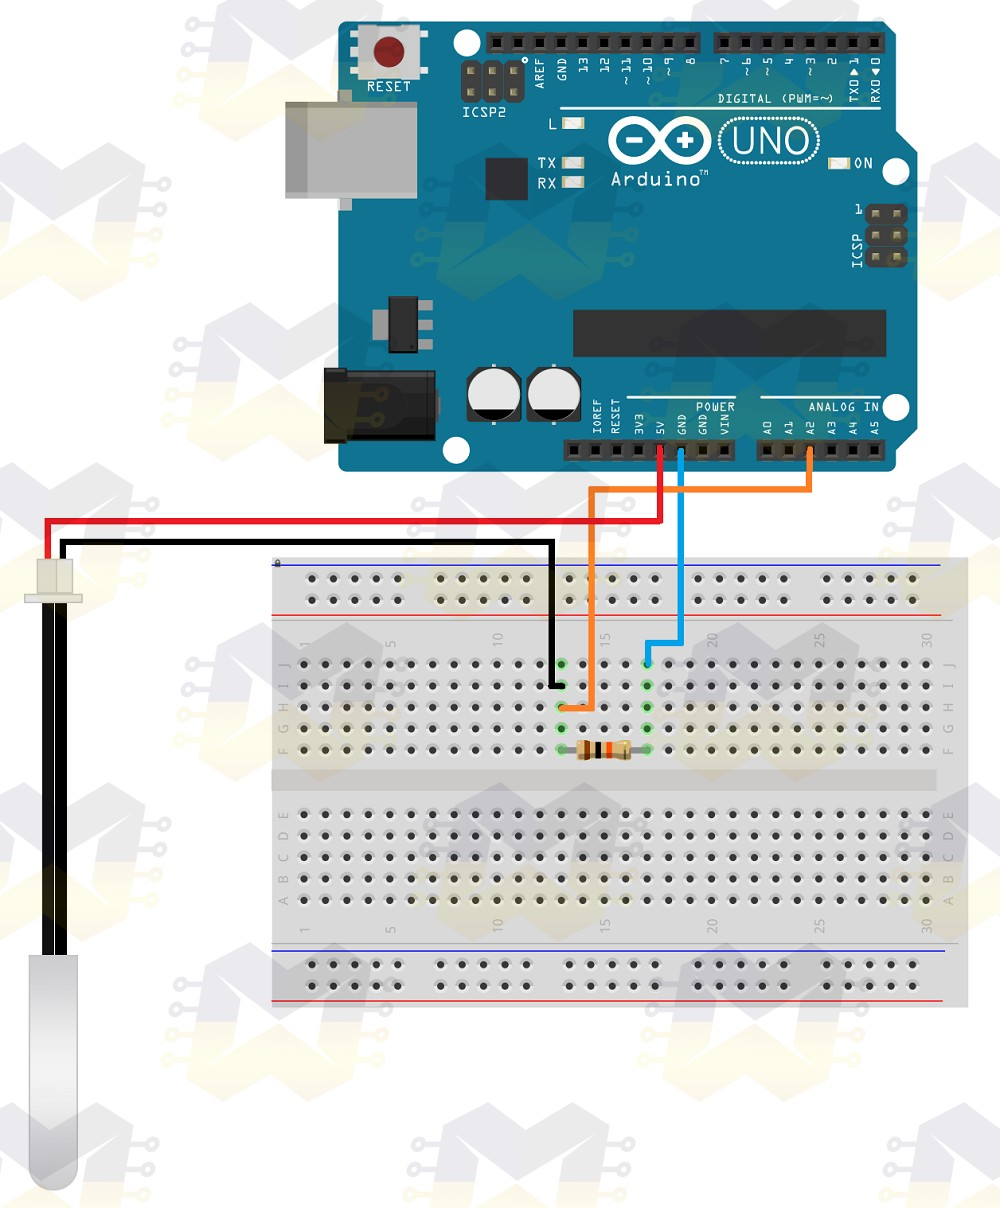 RESET
ICSP2
AREF
GND
13
12
~11
~10
~9
8
7
~6
~5
4
~3
2
TX0▶1
RX0◀0
DIGITAL (PWM=~)
L
TX
RX
UNO
Arduino™
ON
1
ICSP
POWER
ANALOG IN
IOREF
RESET
3V3
5V
GND
GND
VIN
A0
A1
A2
A3
A4
A5
1 5 10 15 20 25 30
J J
I I
H H
G G
F F
E E
D D
C C
B B
A A
1 5 10 15 20 25 30